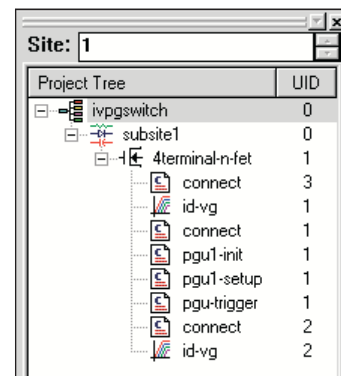 Site: 1
Project Tree UID
ivpgswitch 0
subsite1 0
4terminal-n-fet 1
connect 3
id-vg 1
connect 1
pgu1-init 1
pgu1-setup 1
pgu-trigger 1
connect 2
id-vg 2